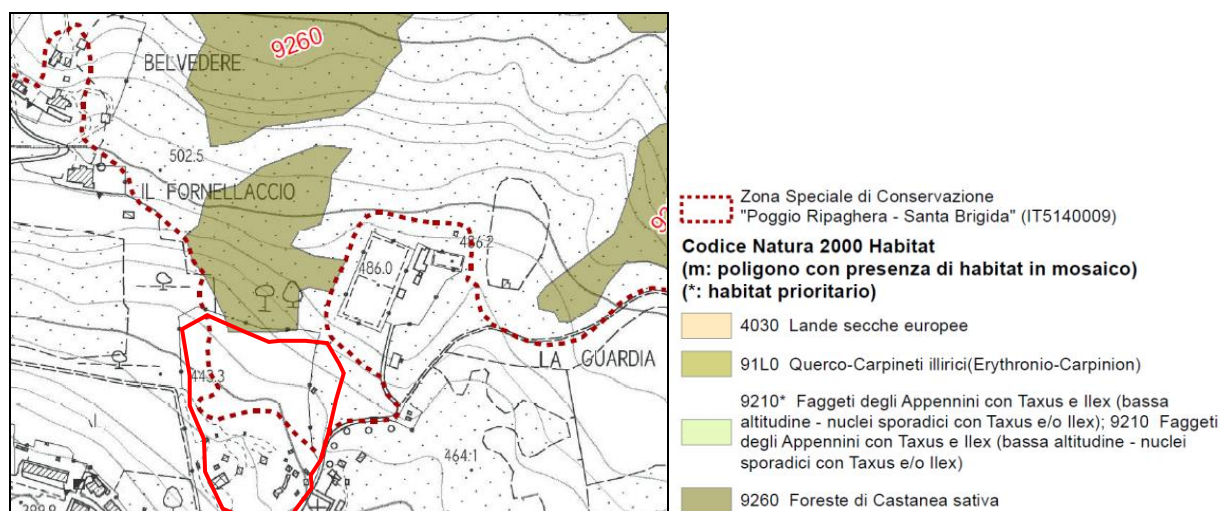 9260
BELVEDERE
502.5
IL FORNELLACCIO
486.2
486.0
LA GUARDIA
443.3
464.1
399.9
Zona Speciale di Conservazione
"Poggio Ripaghera - Santa Brigida" (IT5140009)
Codice Natura 2000 Habitat
(m: poligono con presenza di habitat in mosaico)
(*: habitat prioritario)
4030 Lande secche europee
91L0 Querco-Carpineti illirici(Erythronio-Carpinion)
9210* Faggeti degli Appennini con Taxus e Ilex (bassa
altitudine - nuclei sporadici con Taxus e/o Ilex); 9210 Faggeti
degli Appennini con Taxus e Ilex (bassa altitudine - nuclei
sporadici con Taxus e/o Ilex)
9260 Foreste di Castanea sativa